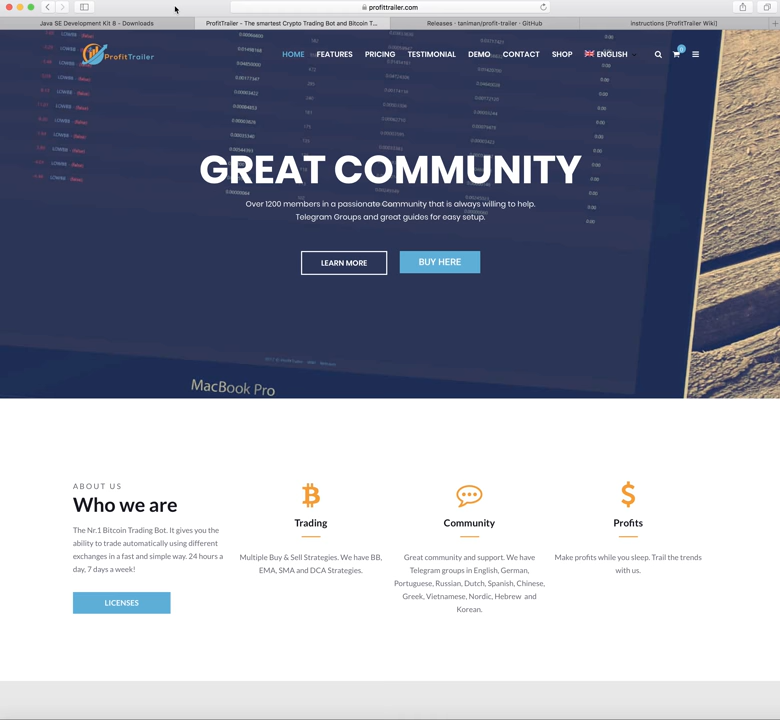 profittrailer.com
Java SE Development Kit 8 - Downloads
ProfitTrailer – The smartest Crypto Trading Bot and Bitcoin T...
Releases · taniman/profit-trailer · GitHub
instructions [ProfitTrailer Wiki]
ProfitTrailer
HOME
FEATURES
PRICING
TESTIMONIAL
DEMO
CONTACT
SHOP
ENGLISH
0
GREAT COMMUNITY
Over 1200 members in a passionate Community that is always willing to help.
Telegram Groups and great guides for easy setup.
LEARN MORE
BUY HERE
MacBook Pro
ABOUT US
Who we are
The Nr.1 Bitcoin Trading Bot. It gives you the
ability to trade automatically using different
exchanges in a fast and simple way. 24 hours a
day, 7 days a week!
LICENSES
Trading
Multiple Buy & Sell Strategies. We have BB,
EMA, SMA and DCA Strategies.
Community
Great community and support. We have
Telegram groups in English, German,
Portuguese, Russian, Dutch, Spanish, Chinese,
Greek, Vietnamese, Nordic, Hebrew and
Korean.
Profits
Make profits while you sleep. Trail the trends
with us.